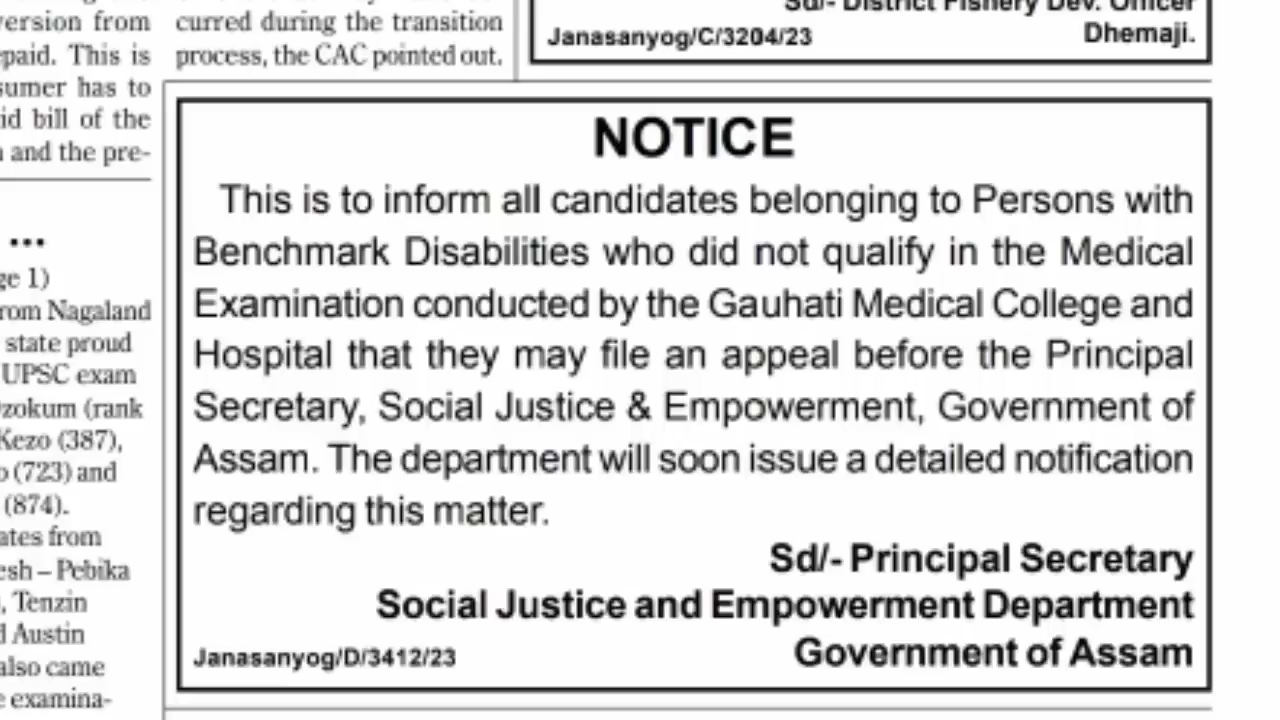 version from
epaid. This is
sumer has to
id bill of the
and the pre-
...
ge 1)
rom Nagaland
state proud
UPSC exam
zokum (rank
Kezo (387),
(723) and
(874).
ates from
esh – Pebika
, Tenzin
Austin
also came
examina-
curred during the transition
process, the CAC pointed out.
Sd/- District Fishery Dev. Officer
Janasanyog/C/3204/23 Dhemaji.
NOTICE
This is to inform all candidates belonging to Persons with
Benchmark Disabilities who did not qualify in the Medical
Examination conducted by the Gauhati Medical College and
Hospital that they may file an appeal before the Principal
Secretary, Social Justice & Empowerment, Government of
Assam. The department will soon issue a detailed notification
regarding this matter.
Sd/- Principal Secretary
Social Justice and Empowerment Department
Janasanyog/D/3412/23 Government of Assam